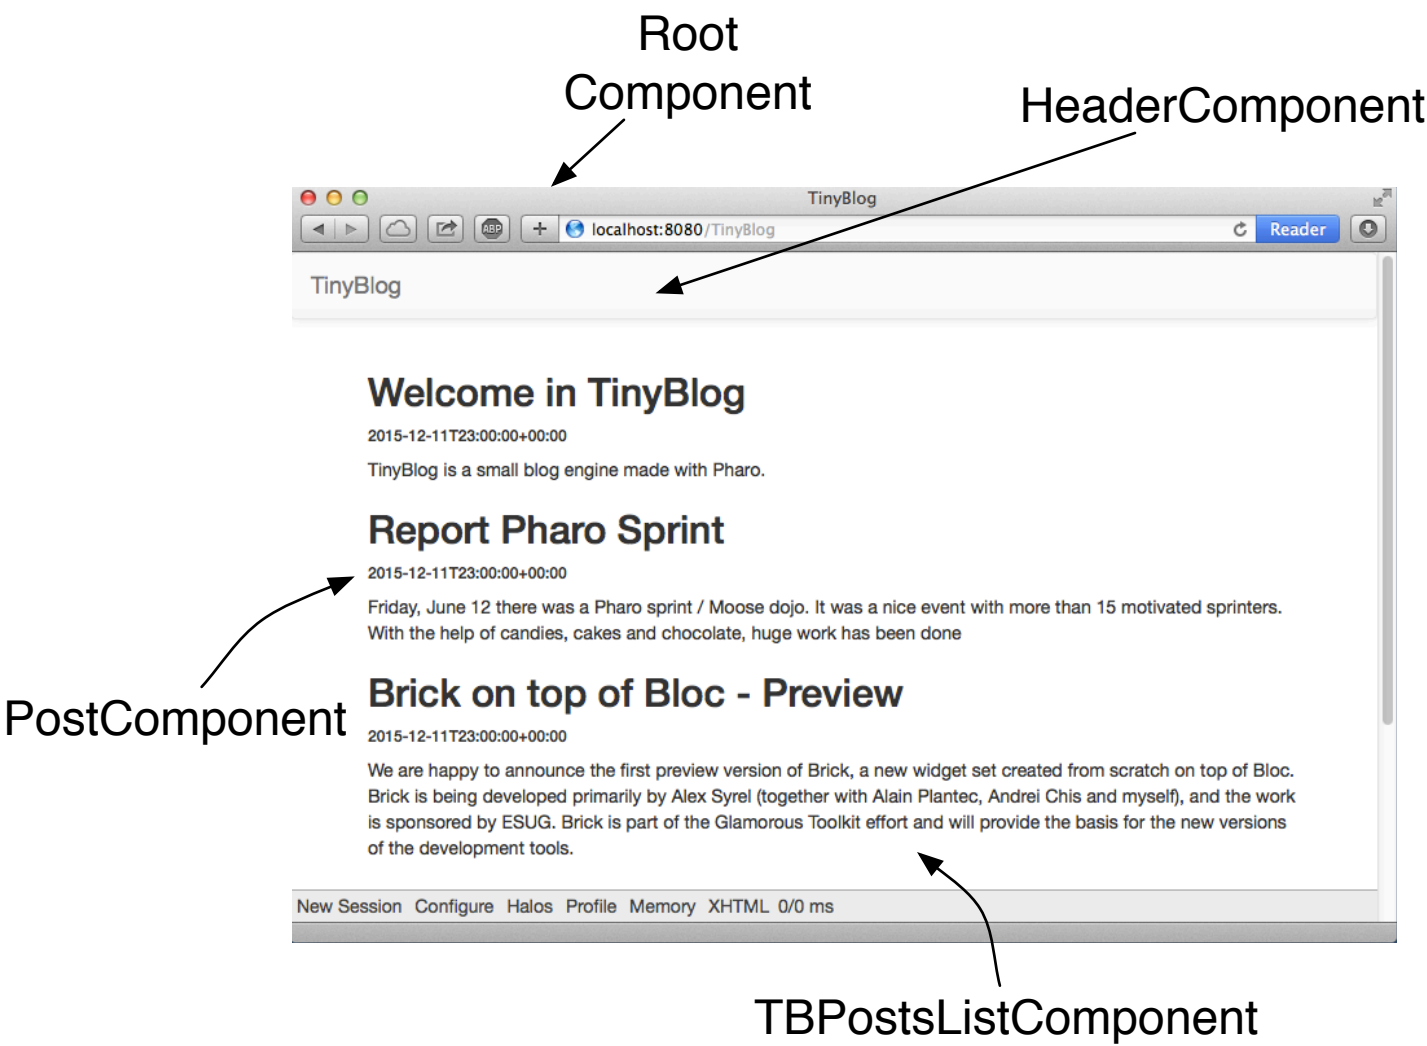 Root
Component
HeaderComponent
TinyBlog
ABP
localhost:8080/TinyBlog
Reader
TinyBlog
Welcome in TinyBlog
2015-12-11T23:00:00+00:00
TinyBlog is a small blog engine made with Pharo.
Report Pharo Sprint
2015-12-11T23:00:00+00:00
Friday, June 12 there was a Pharo sprint / Moose dojo. It was a nice event with more than 15 motivated sprinters.
With the help of candies, cakes and chocolate, huge work has been done
PostComponent
Brick on top of Bloc - Preview
2015-12-11T23:00:00+00:00
We are happy to announce the first preview version of Brick, a new widget set created from scratch on top of Bloc.
Brick is being developed primarily by Alex Syrel (together with Alain Plantec, Andrei Chis and myself), and the work
is sponsored by ESUG. Brick is part of the Glamorous Toolkit effort and will provide the basis for the new versions
of the development tools.
New Session Configure Halos Profile Memory XHTML 0/0 ms
TBPostsListComponent